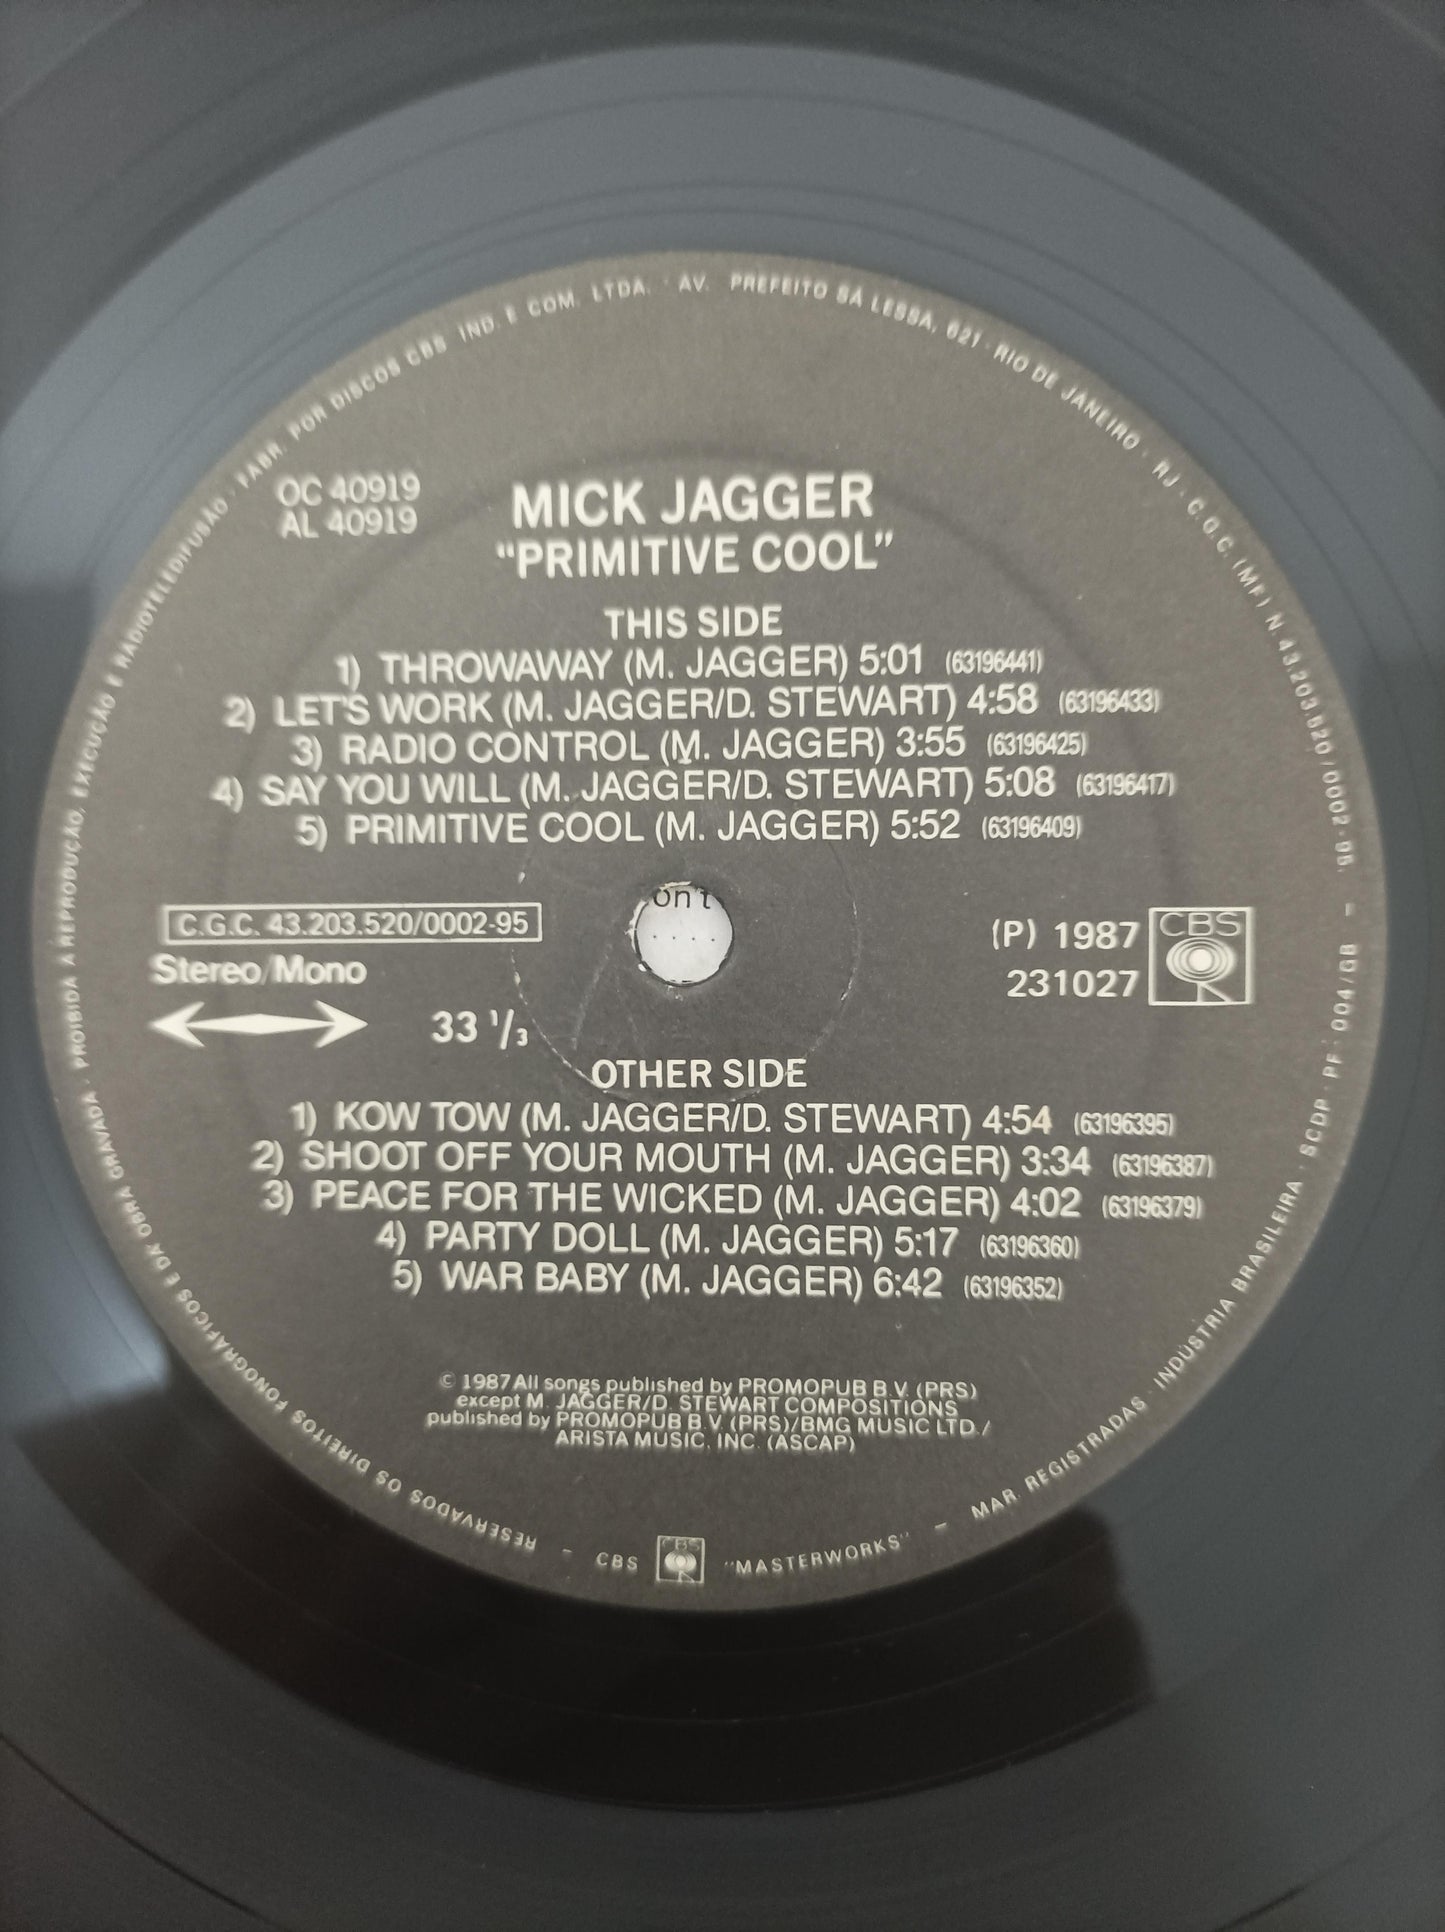 OC 40919
AL 40919
MICK JAGGER
“PRIMITIVE COOL”
THIS SIDE
1) THROWAWAY (M. JAGGER) 5:01 (63196441)
2) LET'S WORK (M. JAGGER/D. STEWART) 4:58 (63196433)
3) RADIO CONTROL (M. JAGGER) 3:55 (63196425)
4) SAY YOU WILL (M. JAGGER/D. STEWART) 5:08 (63196417)
5) PRIMITIVE COOL (M. JAGGER) 5:52 (63196409)
C.G.C. 43.203.520/0002-95
Stereo/Mono
33 1/3
on't
(P) 1987
231027
CBS
OTHER SIDE
1) KOW TOW (M. JAGGER/D. STEWART) 4:54 (63196395)
2) SHOOT OFF YOUR MOUTH (M. JAGGER) 3:34 (63196387)
3) PEACE FOR THE WICKED (M. JAGGER) 4:02 (63196379)
4) PARTY DOLL (M. JAGGER) 5:17 (63196360)
5) WAR BABY (M. JAGGER) 6:42 (63196352)
© 1987 All songs published by PROMOPUB B.V. (PRS)
except M. JAGGER/D. STEWART COMPOSITIONS
published by PROMOPUB B.V. (PRS)/BMG MUSIC LTD./
ARISTA MUSIC, INC. (ASCAP)
RESERVADOS OS DIREITOS FONOGRÁFICOS E DA OBRA GRAVADA · PROIBIDA A REPRODUÇÃO, EXECUÇÃO E RADIOTELEDIFUSÃO · FABR. POR DISCOS CBS IND. E COM. LTDA. · AV. PREFEITO SÁ LESSA, 621 · RIO DE JANEIRO · RJ · C.G.C. (MF) N. 43.203.520/0002-95. – SCDP · PF · 004/GB · INDÚSTRIA BRASILEIRA · MAR. REGISTRADAS – "MASTERWORKS" CBS CBS –